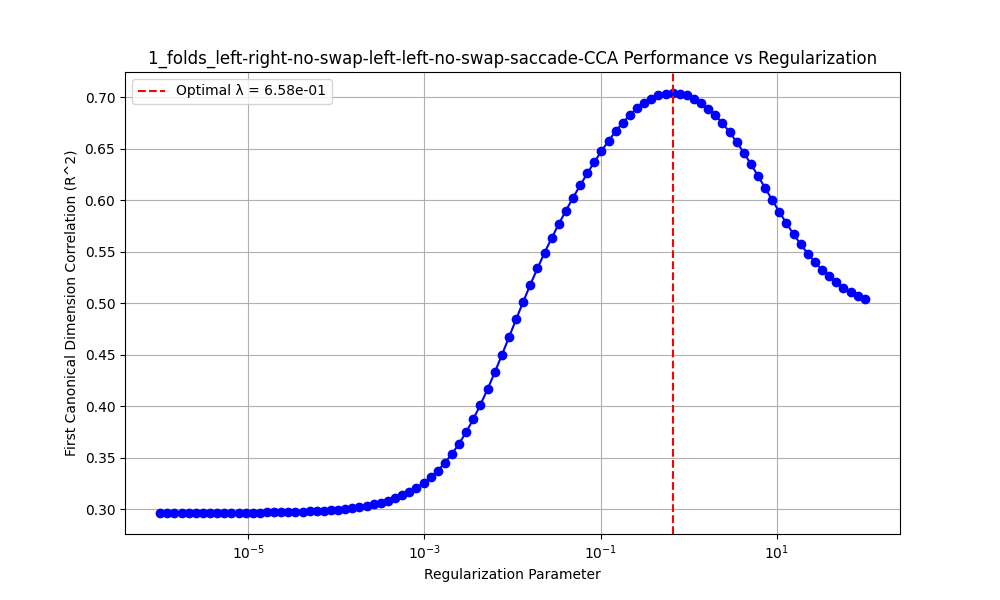 1_folds_left-right-no-swap-left-left-no-swap-saccade-CCA Performance vs Regularization
Optimal λ = 6.58e-01
First Canonical Dimension Correlation (R^2)
0.70
0.65
0.60
0.55
0.50
0.45
0.40
0.35
0.30
10⁻⁵ 10⁻³ 10⁻¹ 10¹
Regularization Parameter